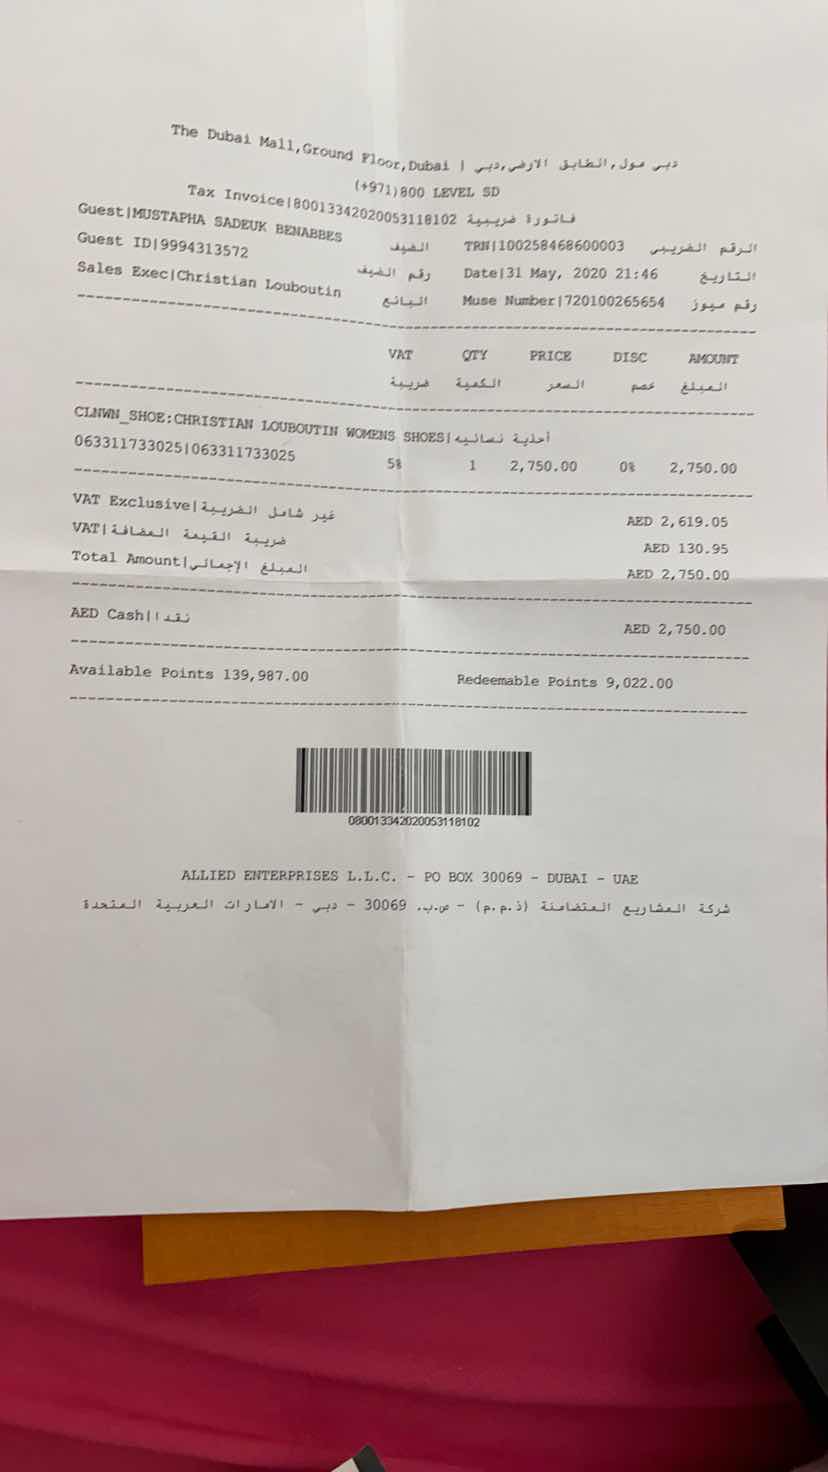 The Dubai Mall,Ground Floor,Dubai | دبي مول,الطابق الارضي,دبي
(+971)800 LEVEL SD
Tax Invoice|80013342020053118102 فاتورة ضريبية
Guest|MUSTAPHA SADEUK BENABBES الضيف TRN|100258468600003 الرقم الضريبي
Guest ID|9994313572 رقم الضيف Date|31 May, 2020 21:46 التاريخ
Sales Exec|Christian Louboutin البائع Muse Number|720100265654 رقم ميوز
VAT QTY PRICE DISC AMOUNT
ضريبة الكمية السعر خصم المبلغ
CLNWN_SHOE:CHRISTIAN LOUBOUTIN WOMENS SHOES|أحذية نسائيه
063311733025|063311733025 5% 1 2,750.00 0% 2,750.00
VAT Exclusive|غير شامل الضريبة AED 2,619.05
VAT|ضريبة القيمة المضافة AED 130.95
Total Amount|المبلغ الإجمالي AED 2,750.00
AED Cash||نقدا AED 2,750.00
Available Points 139,987.00 Redeemable Points 9,022.00
080013342020053118102
ALLIED ENTERPRISES L.L.C. - PO BOX 30069 - DUBAI - UAE
شركة المشاريع المتضامنة (ذ.م.م) - ص.ب. 30069 - دبي - الامارات العربية المتحدة